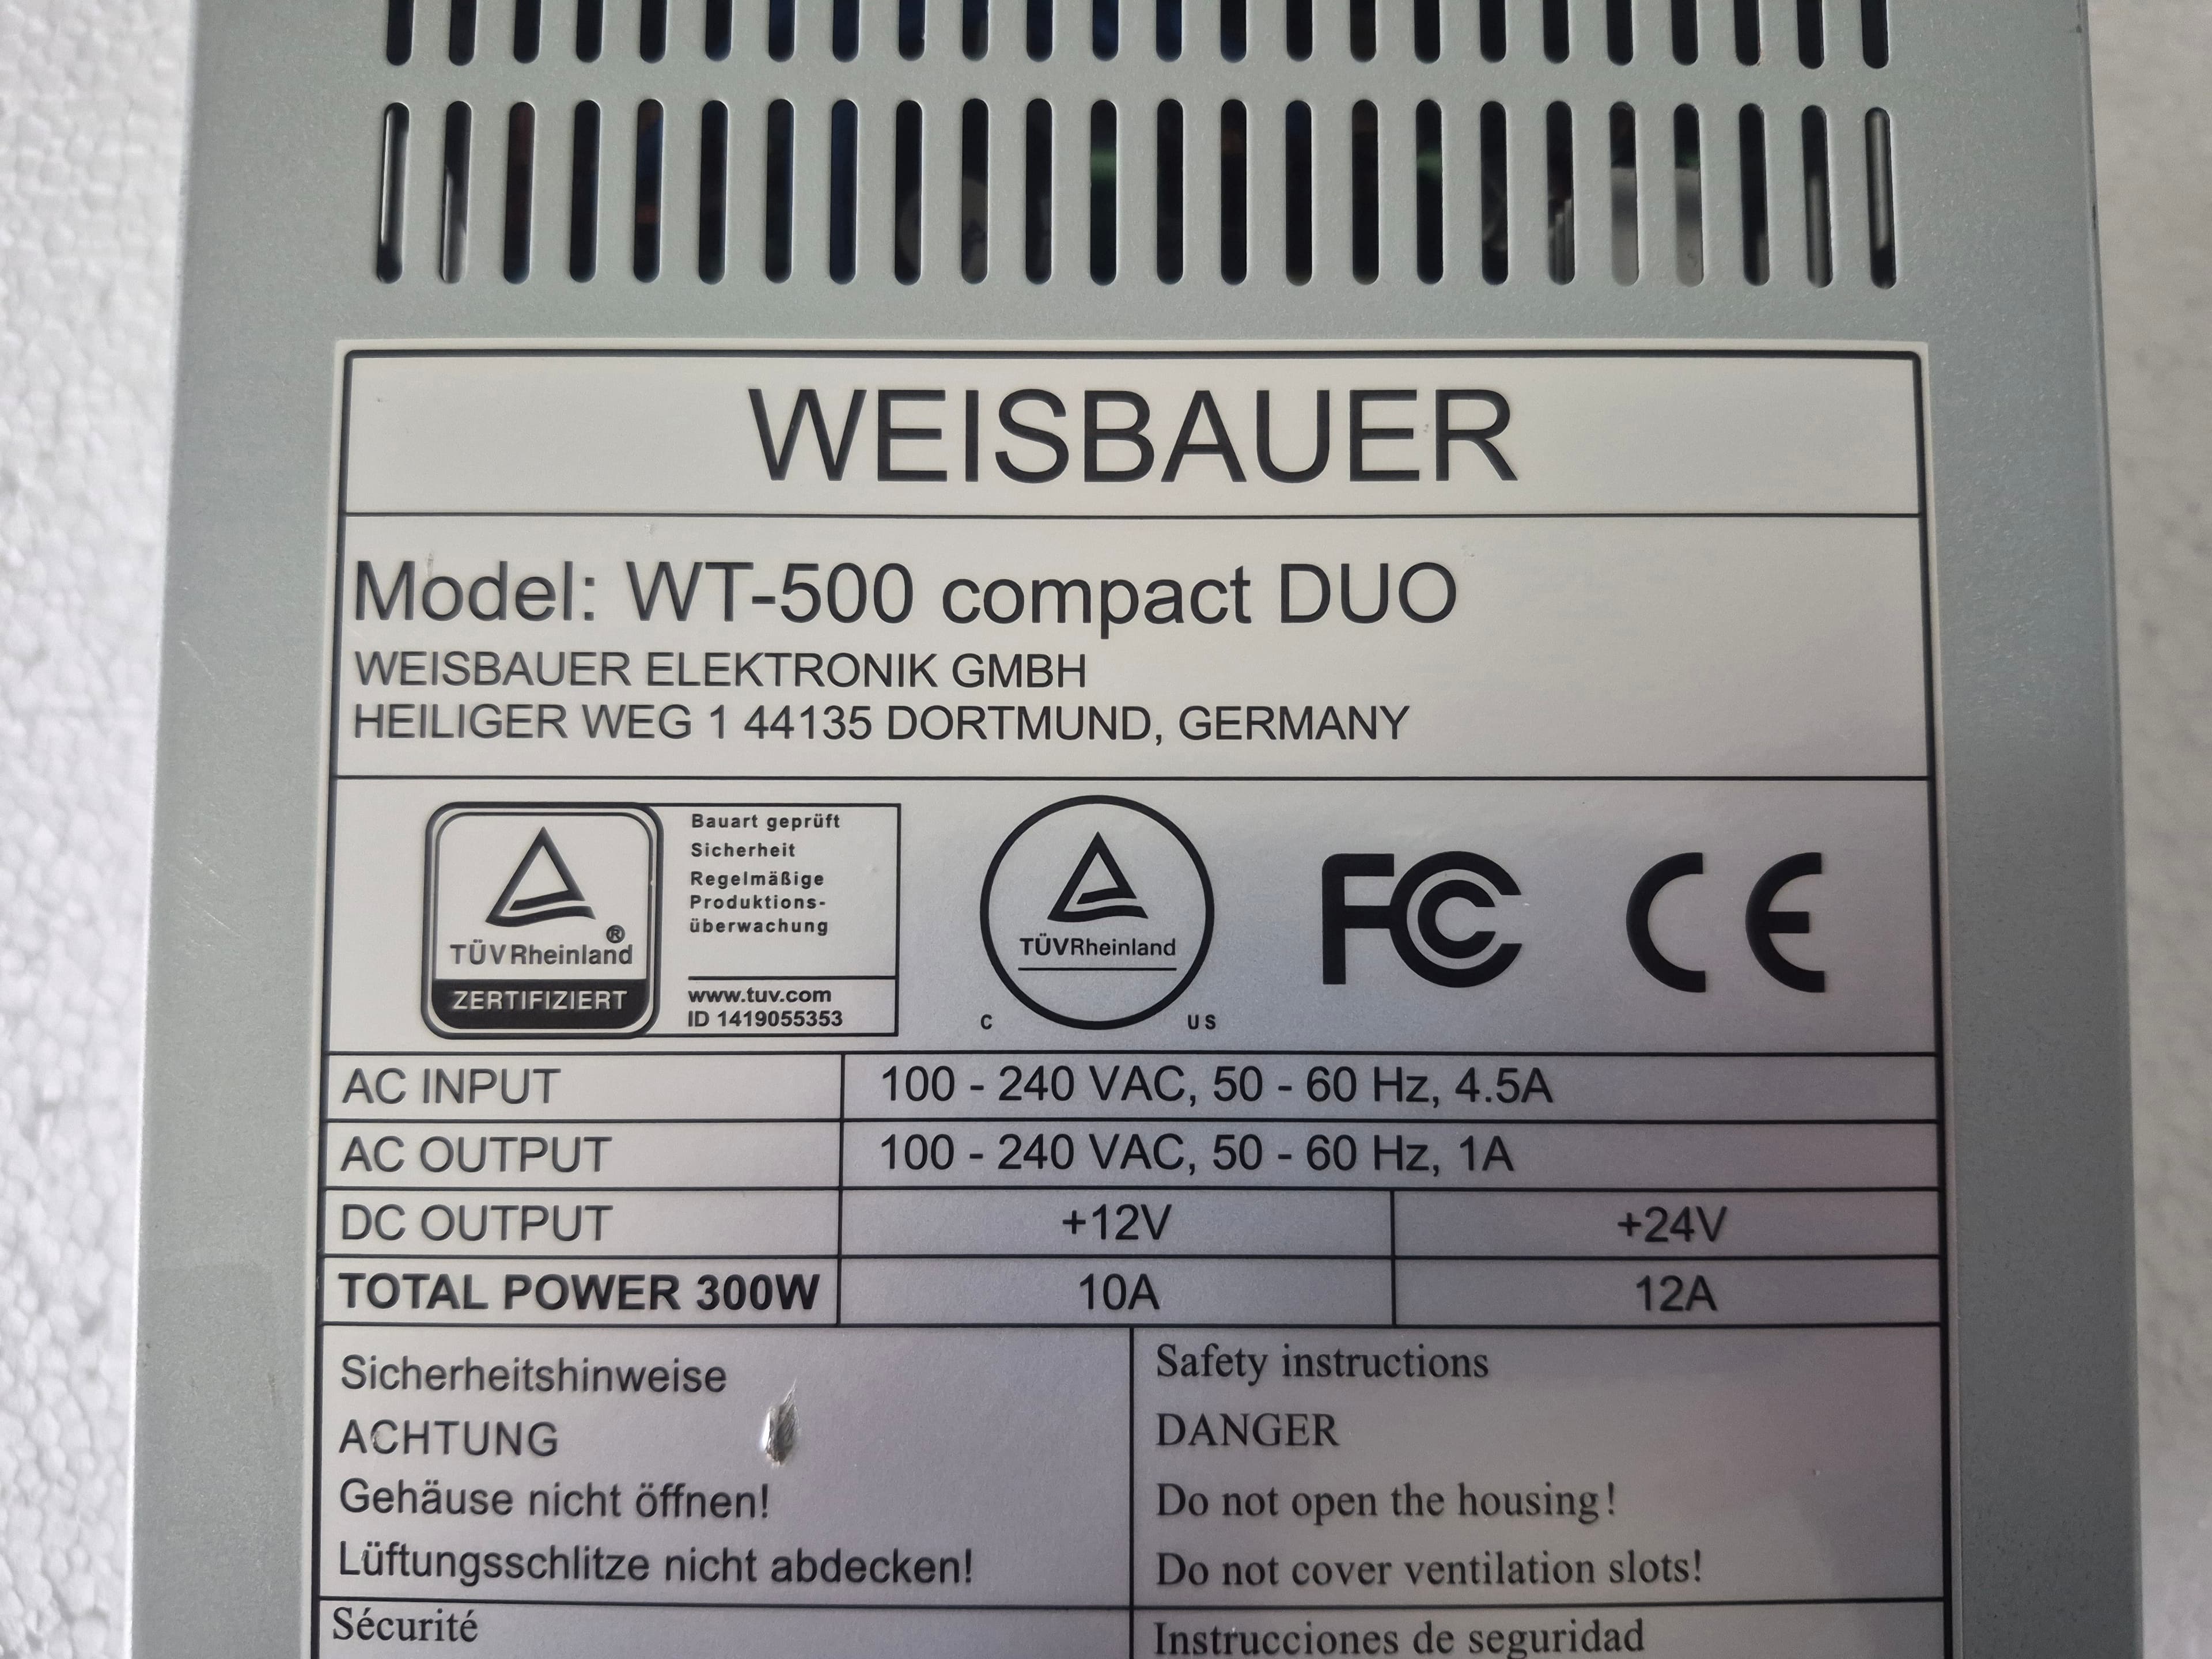 WEISBAUER
Model: WT-500 compact DUO
WEISBAUER ELEKTRONIK GMBH
HEILIGER WEG 1 44135 DORTMUND, GERMANY
TÜVRheinland ®
ZERTIFIZIERT
Bauart geprüft
Sicherheit
Regelmäßige
Produktions-
überwachung
www.tuv.com
ID 1419055353
TÜVRheinland
C US
FC
CE
AC INPUT 100 - 240 VAC, 50 - 60 Hz, 4.5A
AC OUTPUT 100 - 240 VAC, 50 - 60 Hz, 1A
DC OUTPUT +12V +24V
TOTAL POWER 300W 10A 12A
Sicherheitshinweise
ACHTUNG
Gehäuse nicht öffnen!
Lüftungsschlitze nicht abdecken!
Safety instructions
DANGER
Do not open the housing!
Do not cover ventilation slots!
Sécurité
Instrucciones de seguridad